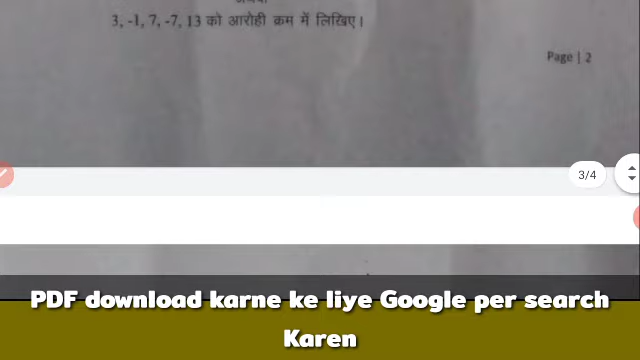 अथवा
3, -1, 7, -7, 13 को आरोही क्रम में लिखिए।
Page | 2
3/4
PDF download karne ke liye Google per search
Karen